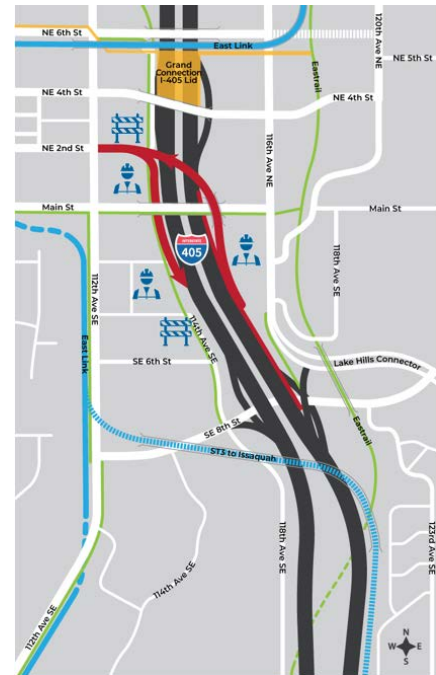 NE 6th St
East Link
120th Ave NE
NE 5th St
Grand
Connection
I-405 Lid
Eastrail
NE 4th St
NE 4th St
116th Ave NE
NE 2nd St
Main St
Main St
INTERSTATE
405
118th Ave SE
112th Ave SE
East Link
114th Ave SE
SE 6th St
Lake Hills Connector
SE 8th St
Eastrail
ST3 to Issaquah
118th Ave SE
123rd Ave SE
114th Ave SE
112th Ave SE
N
W E
S